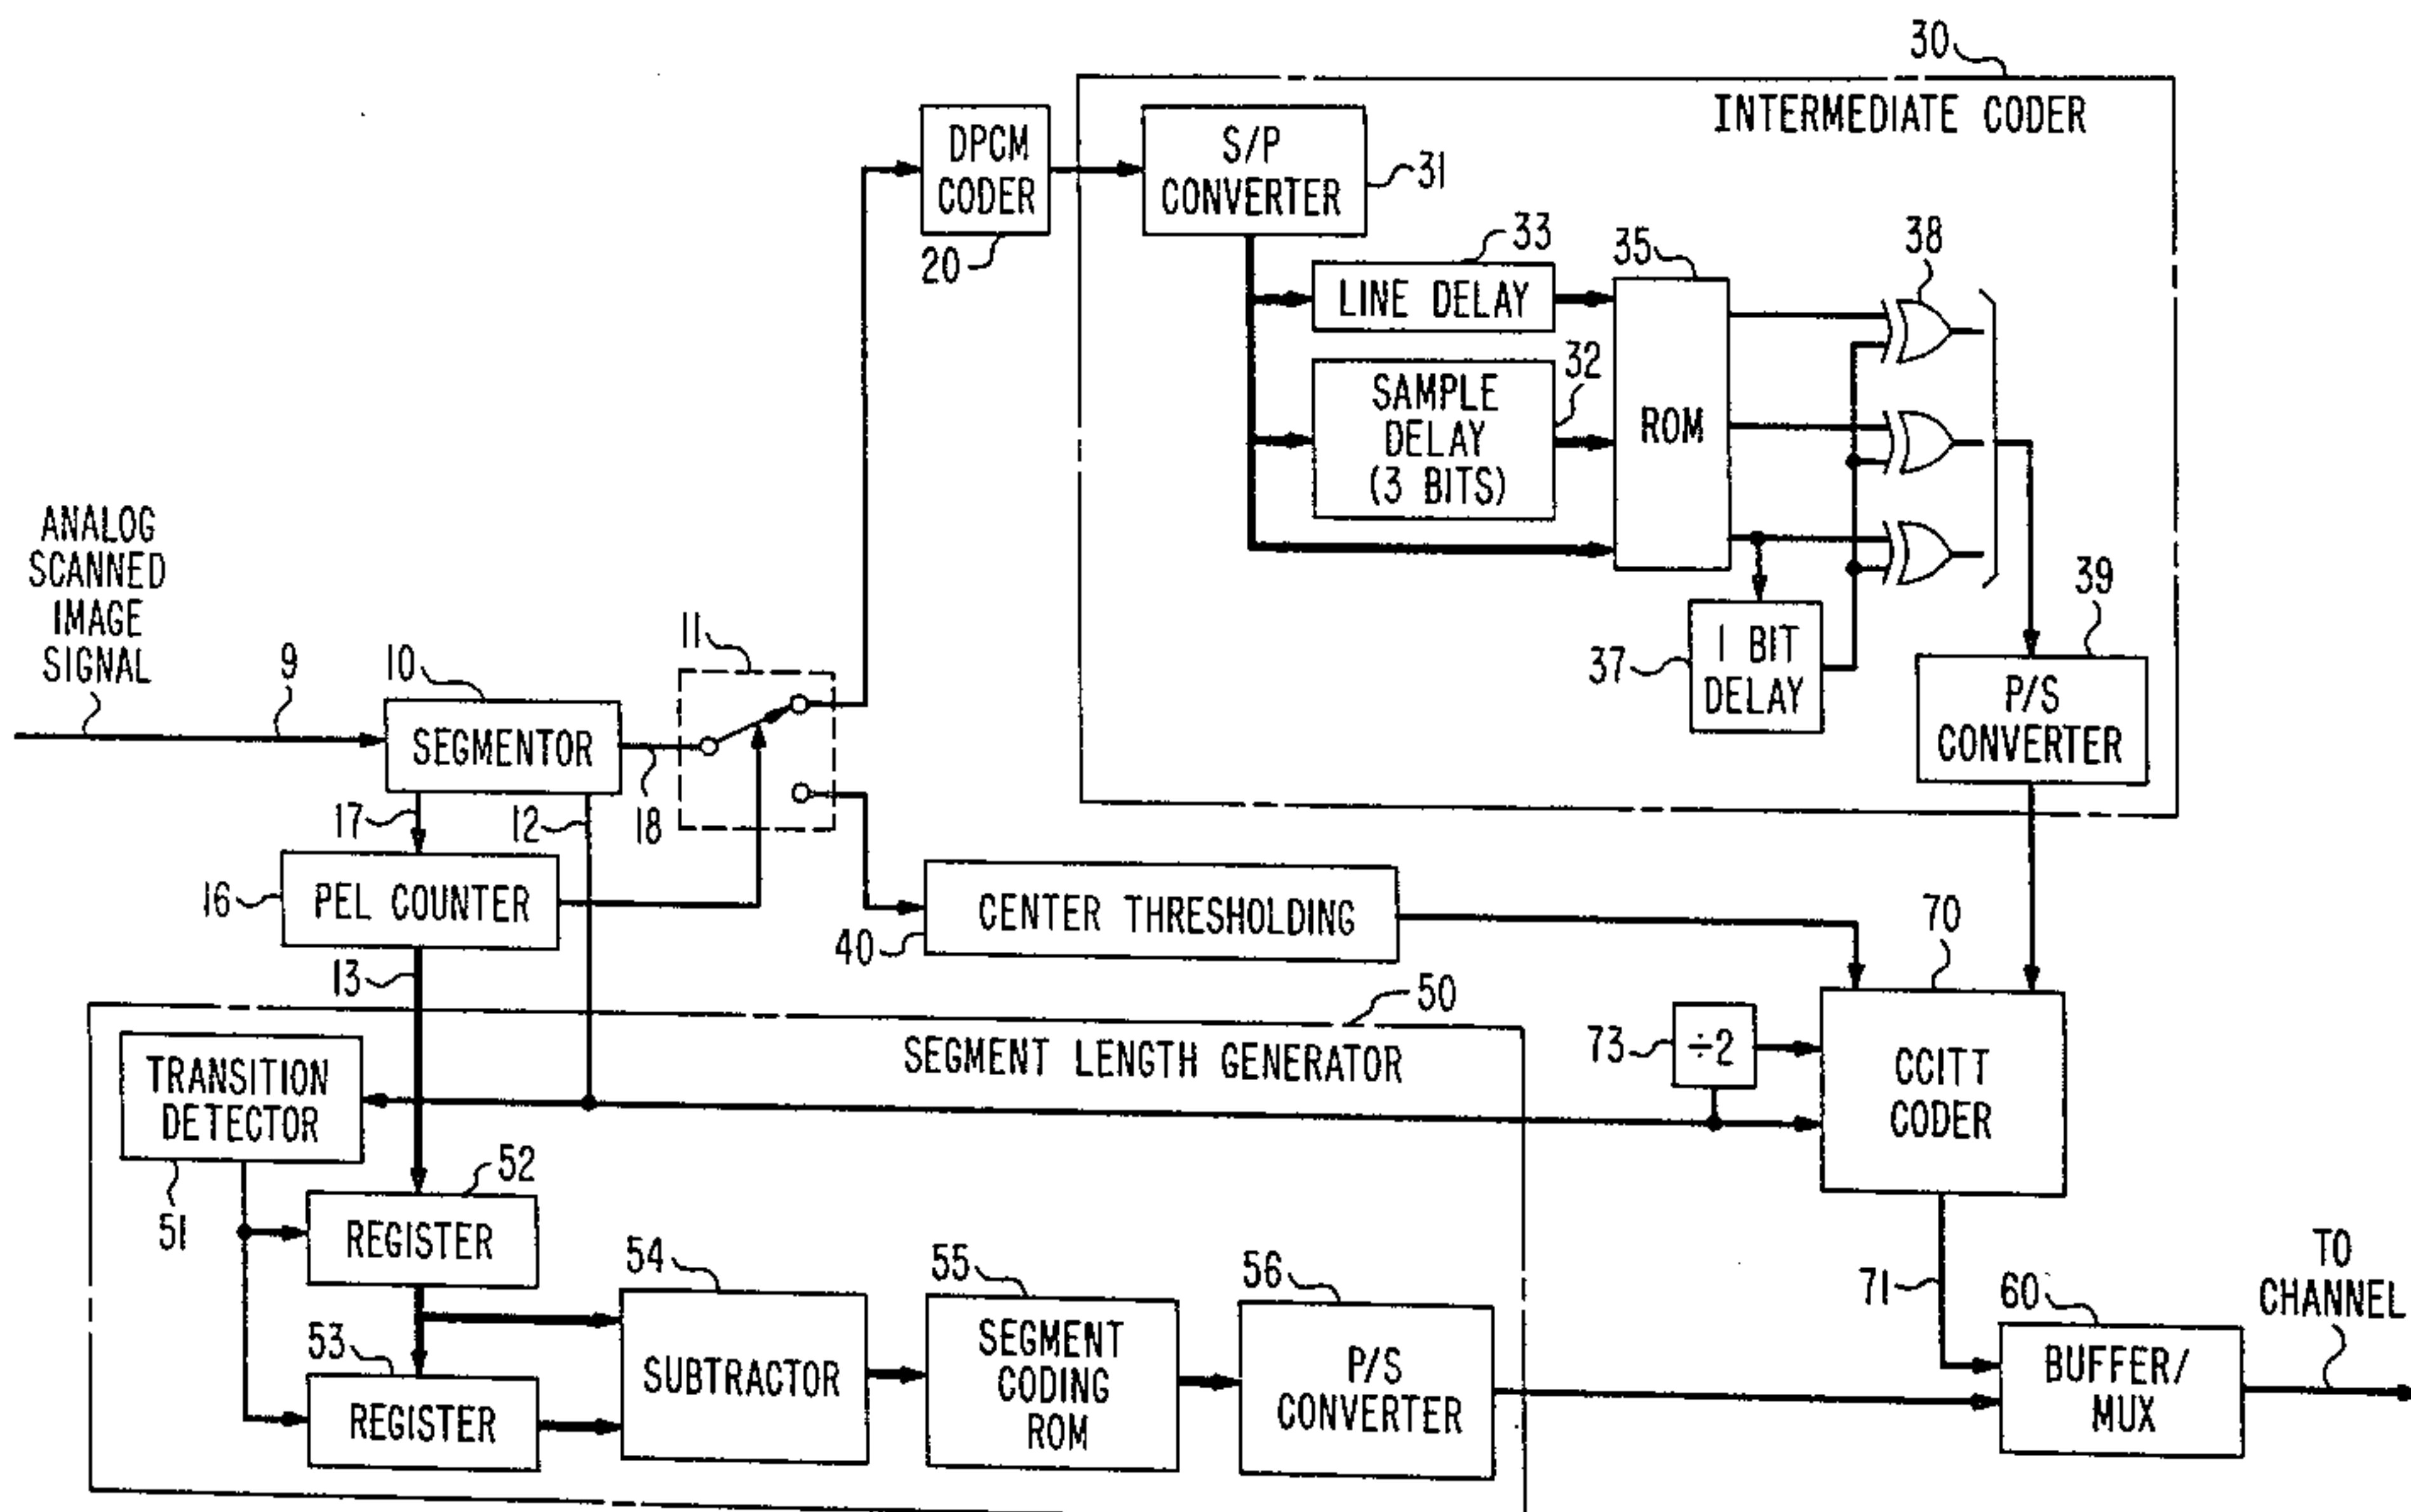 30
INTERMEDIATE CODER
DPCM
CODER
20
S/P
CONVERTER
31
33
LINE DELAY
32
SAMPLE
DELAY
(3 BITS)
35
ROM
38
37
1 BIT
DELAY
39
P/S
CONVERTER
ANALOG
SCANNED
IMAGE
SIGNAL
9
10
SEGMENTOR
11
17
12
18
16
PEL COUNTER
13
40
CENTER THRESHOLDING
70
CCITT
CODER
73
÷2
50
SEGMENT LENGTH GENERATOR
TRANSITION
DETECTOR
51
52
REGISTER
53
REGISTER
54
SUBTRACTOR
55
SEGMENT
CODING
ROM
56
P/S
CONVERTER
71
60
BUFFER/
MUX
TO
CHANNEL